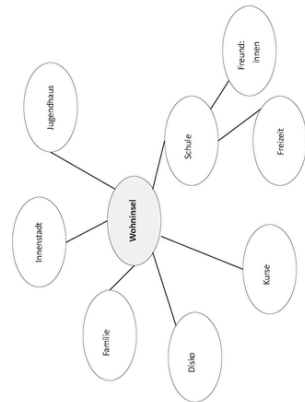 Jugendhaus
Innenstadt
Familie
Disko
Wohninsel
Kurse
Schule
Freizeit
Freund:
innen